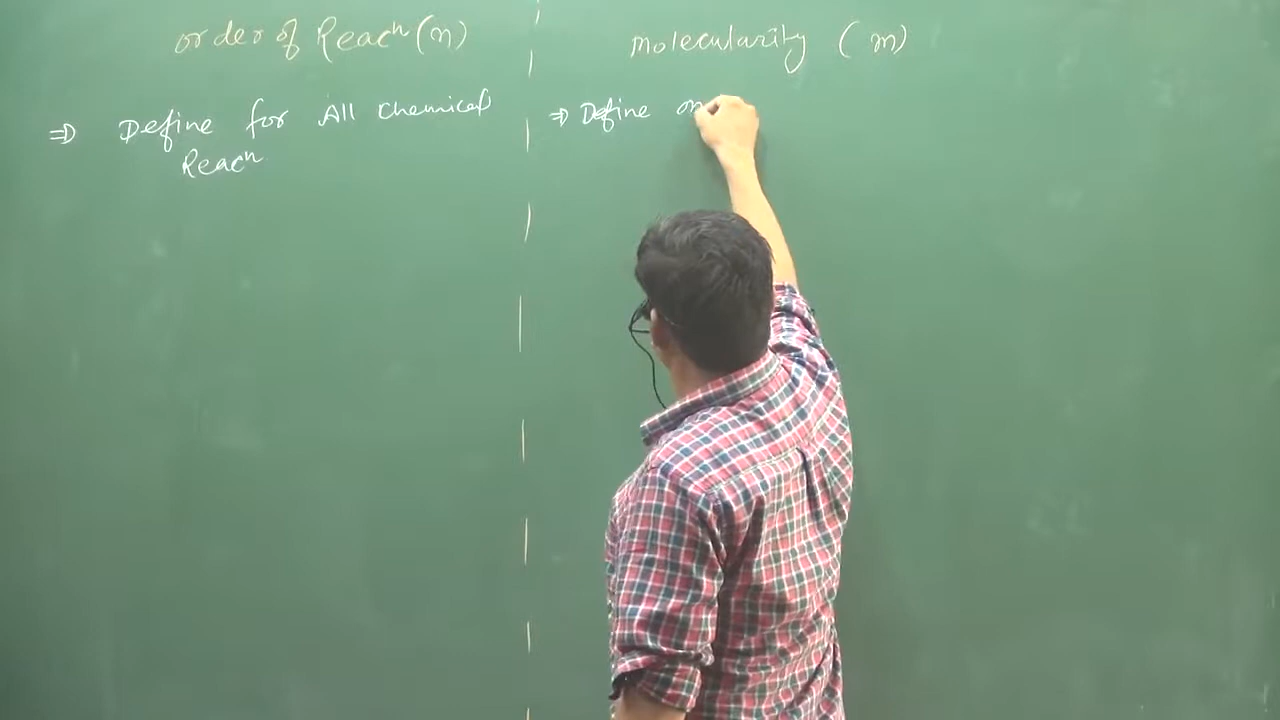 order of Reacⁿ (n)
⇒ Define for All Chemical
Reacⁿ
molecularity (m)
⇒ Define on